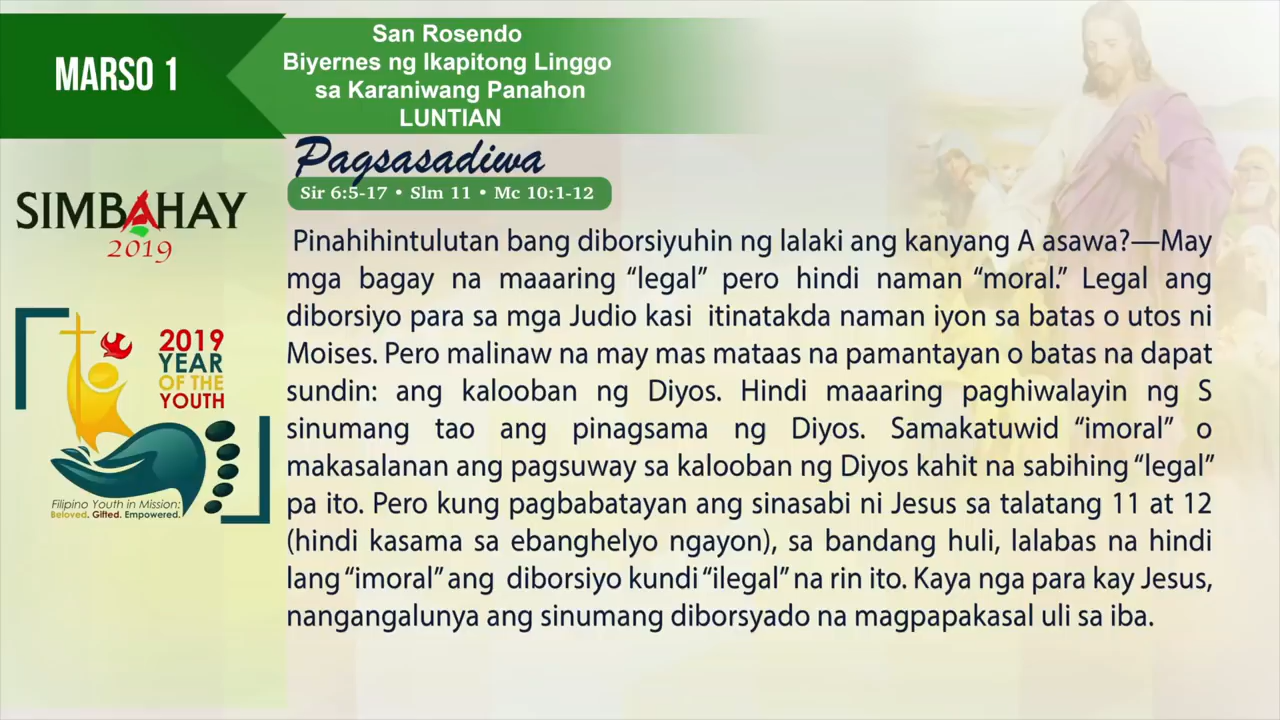 MARSO 1
San Rosendo
Biyernes ng Ikapitong Linggo
sa Karaniwang Panahon
LUNTIAN
Pagsasadiwa
Sir 6:5-17 • Slm 11 • Mc 10:1-12
SIMBAHAY
2019
2019
YEAR
OF THE
YOUTH
Filipino Youth in Mission:
Beloved. Gifted. Empowered.
Pinahihintulutan bang diborsiyuhin ng lalaki ang kanyang A asawa?—May
mga bagay na maaaring “legal” pero hindi naman “moral.” Legal ang
diborsiyo para sa mga Judio kasi itinatakda naman iyon sa batas o utos ni
Moises. Pero malinaw na may mas mataas na pamantayan o batas na dapat
sundin: ang kalooban ng Diyos. Hindi maaaring paghiwalayin ng S
sinumang tao ang pinagsama ng Diyos. Samakatuwid “imoral” o
makasalanan ang pagsuway sa kalooban ng Diyos kahit na sabihing “legal”
pa ito. Pero kung pagbabatayan ang sinasabi ni Jesus sa talatang 11 at 12
(hindi kasama sa ebanghelyo ngayon), sa bandang huli, lalabas na hindi
lang “imoral” ang diborsiyo kundi “ilegal” na rin ito. Kaya nga para kay Jesus,
nangangalunya ang sinumang diborsyado na magpapakasal uli sa iba.